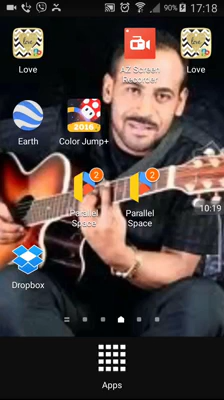 90% 17:18
Love
AZ Screen
Recorder
Love
2016
Earth
Color Jump+
2
2
Parallel
Space
Parallel
Space
10:19
Dropbox
Apps